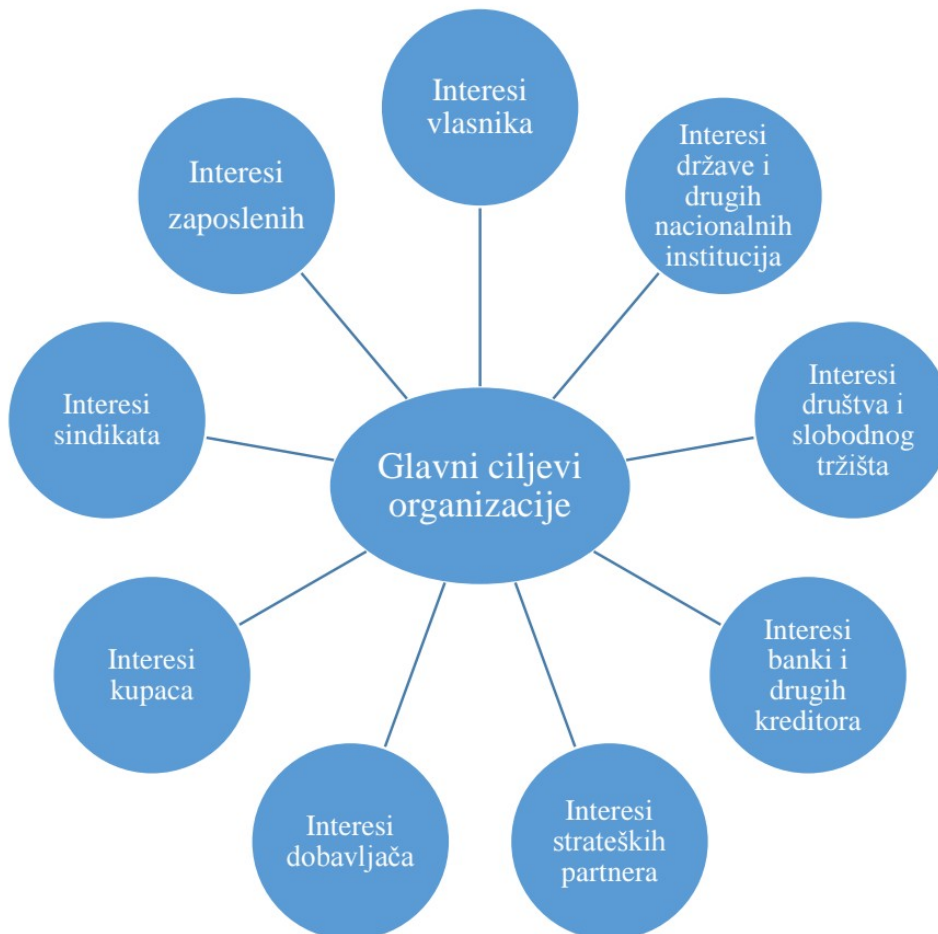 Interesi
vlasnika
Interesi
države i
drugih
nacionalnih
institucija
Interesi
društva i
slobodnog
tržišta
Interesi
banki i
drugih
kreditora
Interesi
strateških
partnera
Interesi
dobavljača
Interesi
kupaca
Interesi
sindikata
Interesi
zaposlenih
Glavni ciljevi
organizacije